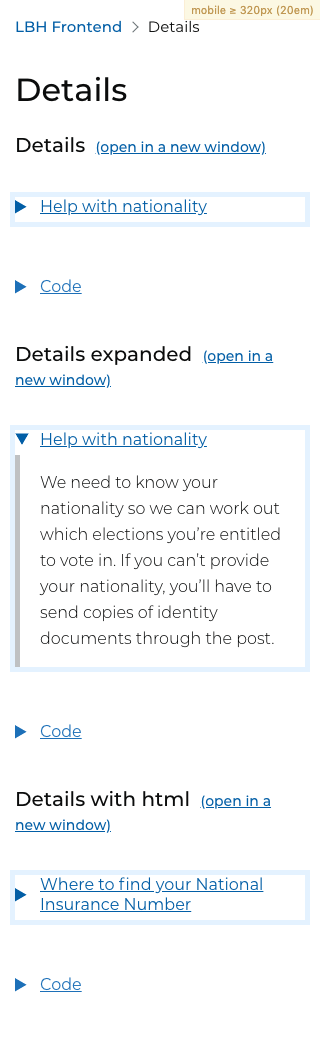 mobile ≥ 320px (20em)
LBH Frontend > Details
Details
Details (open in a new window)
Help with nationality
Code
Details expanded (open in a
new window)
Help with nationality
We need to know your
nationality so we can work out
which elections you’re entitled
to vote in. If you can’t provide
your nationality, you’ll have to
send copies of identity
documents through the post.
Code
Details with html (open in a
new window)
Where to find your National
Insurance Number
Code